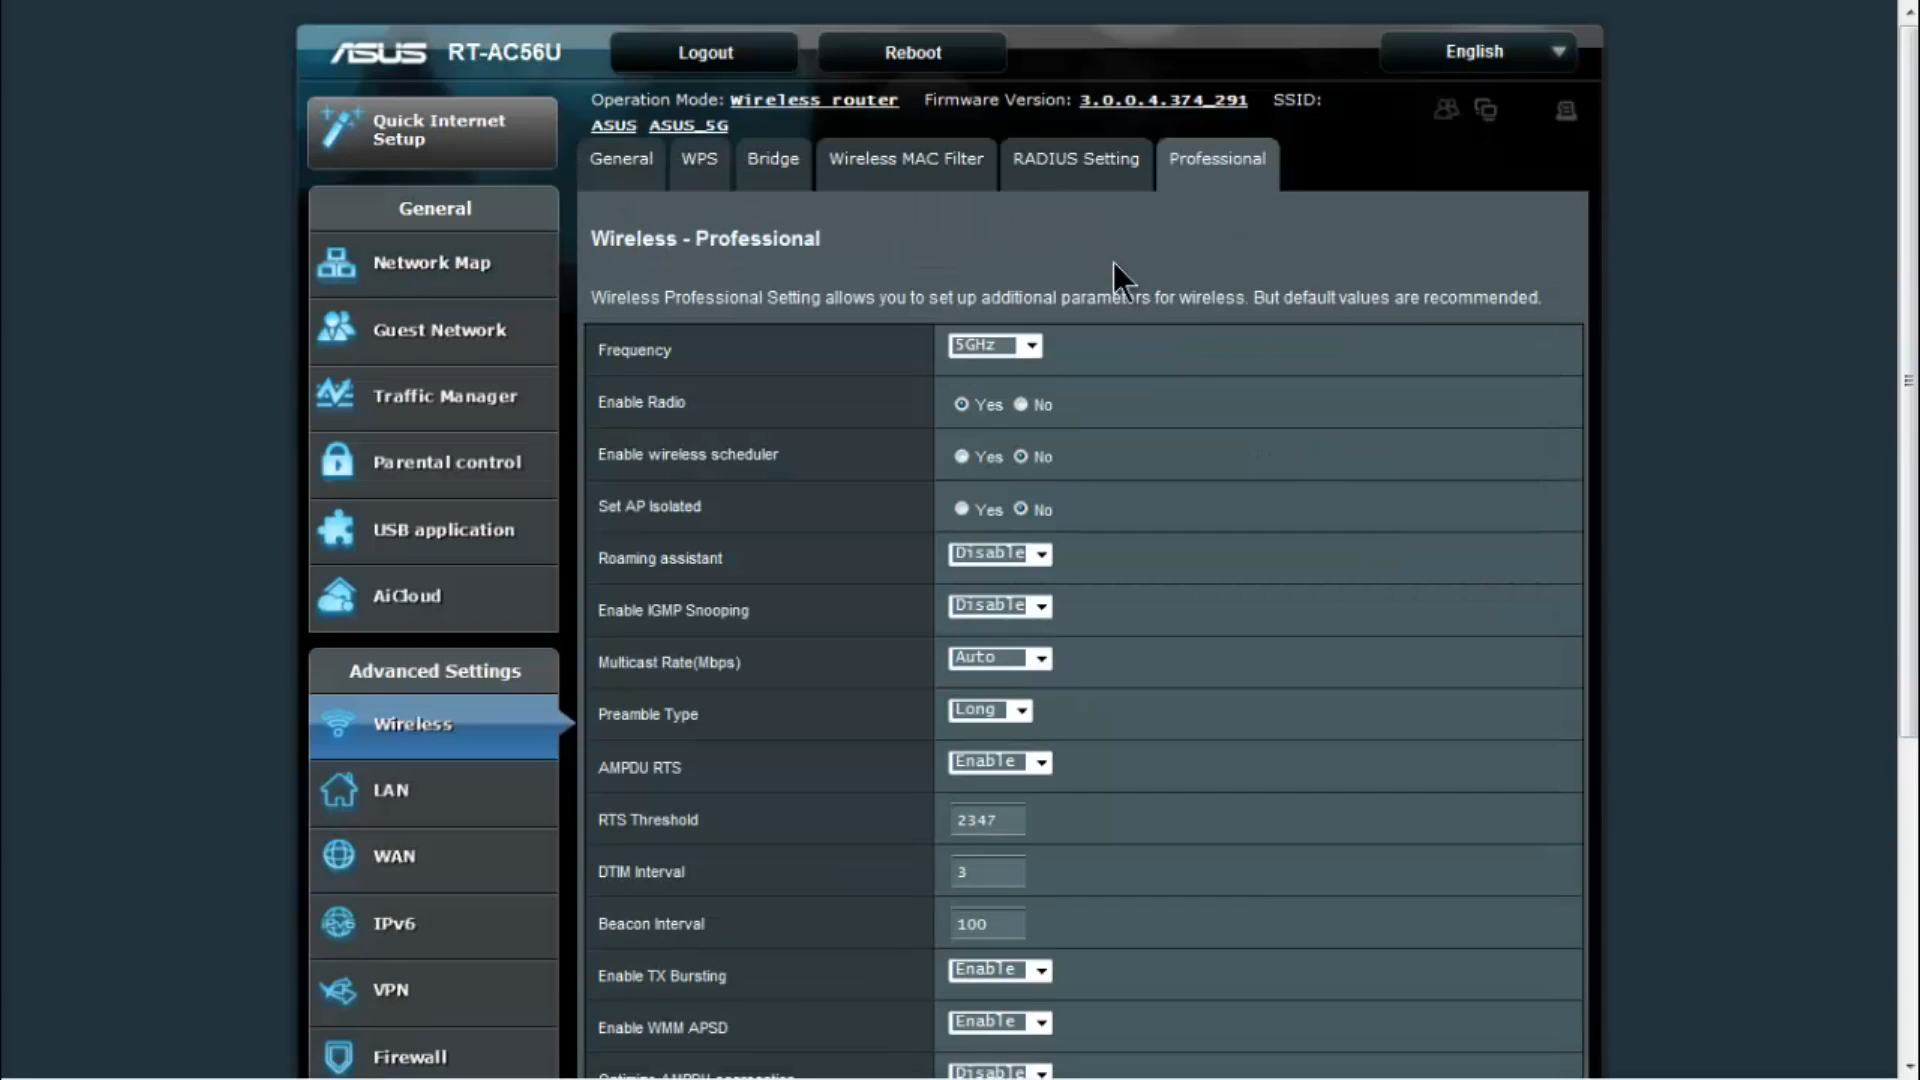 ASUS RT-AC56U Logout Reboot English
Operation Mode: Wireless router Firmware Version: 3.0.0.4.374_291 SSID:
ASUS ASUS_5G
Quick Internet
Setup
General WPS Bridge Wireless MAC Filter RADIUS Setting Professional
General
Network Map
Guest Network
Traffic Manager
Parental control
USB application
AiCloud
Advanced Settings
Wireless
LAN
WAN
IPv6
VPN
Firewall
Wireless - Professional
Wireless Professional Setting allows you to set up additional parameters for wireless. But default values are recommended.
Frequency 5GHz
Enable Radio Yes No
Enable wireless scheduler Yes No
Set AP Isolated Yes No
Roaming assistant Disable
Enable IGMP Snooping Disable
Multicast Rate(Mbps) Auto
Preamble Type Long
AMPDU RTS Enable
RTS Threshold 2347
DTIM Interval 3
Beacon Interval 100
Enable TX Bursting Enable
Enable WMM APSD Enable
Optimize AMPDU aggregation Disable